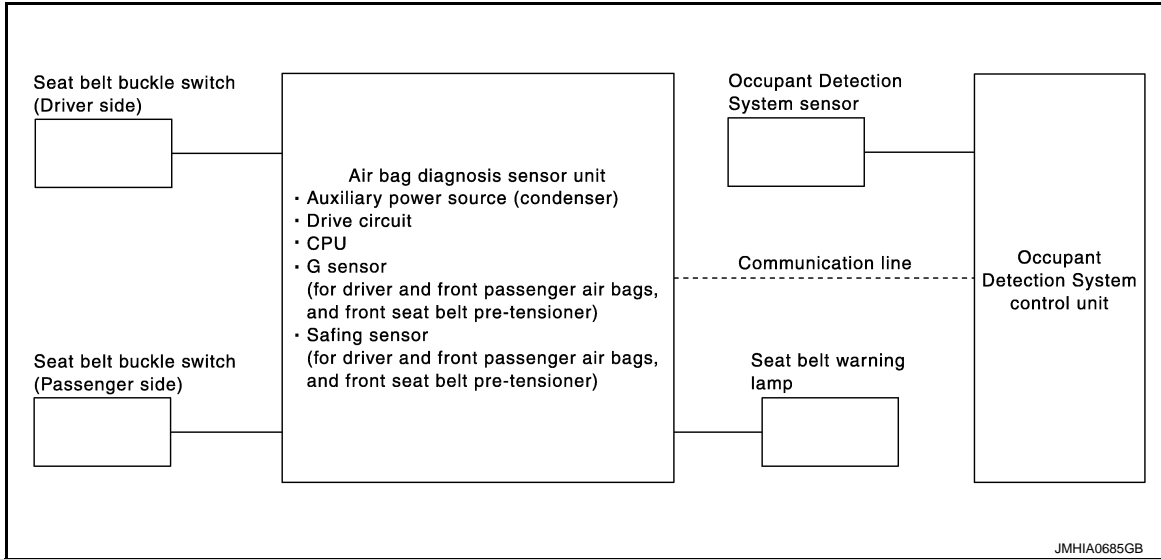 Seat belt buckle switch
(Driver side)
Air bag diagnosis sensor unit
· Auxiliary power source (condenser)
· Drive circuit
· CPU
· G sensor
(for driver and front passenger air bags,
and front seat belt pre-tensioner)
· Safing sensor
(for driver and front passenger air bags,
and front seat belt pre-tensioner)
Seat belt buckle switch
(Passenger side)
Occupant Detection
System sensor
Communication line
Occupant
Detection System
control unit
Seat belt warning
lamp
JMHIA0685GB